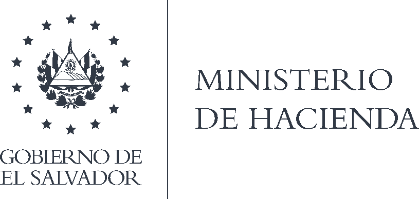 GOBIERNO DE
EL SALVADOR
MINISTERIO
DE HACIENDA